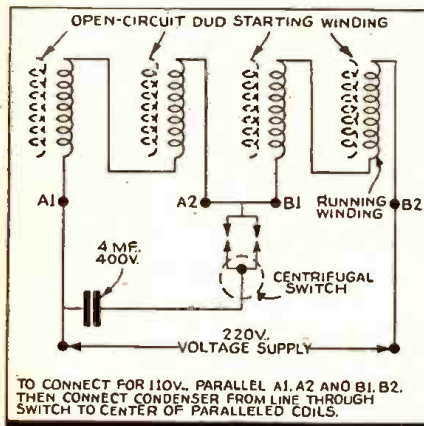 OPEN-CIRCUIT DUD STARTING WINDING
A1
A2
B1
B2
RUNNING
WINDING
4 MF.
400V.
CENTRIFUGAL
SWITCH
220V.
VOLTAGE SUPPLY
TO CONNECT FOR 110V., PARALLEL A1. A2 AND B1. B2.
THEN CONNECT CONDENSER FROM LINE THROUGH
SWITCH TO CENTER OF PARALLELED COILS.